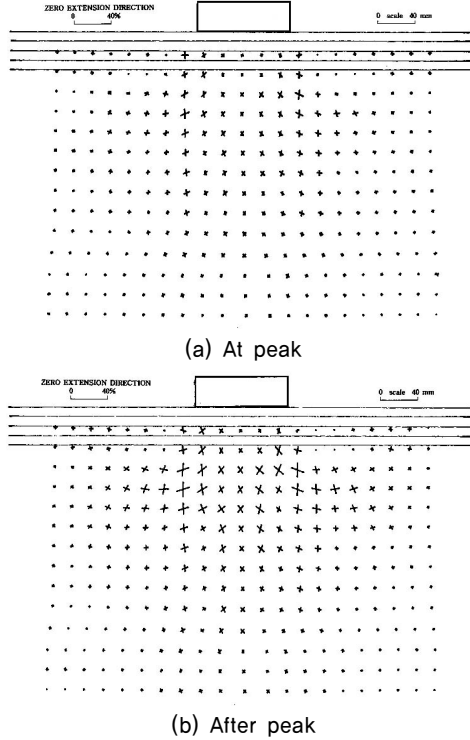 ZERO EXTENSION DIRECTION
0 40%
0 scale 40 mm
(a) At peak
ZERO EXTENSION DIRECTION
0 40%
0 scale 40 mm
(b) After peak